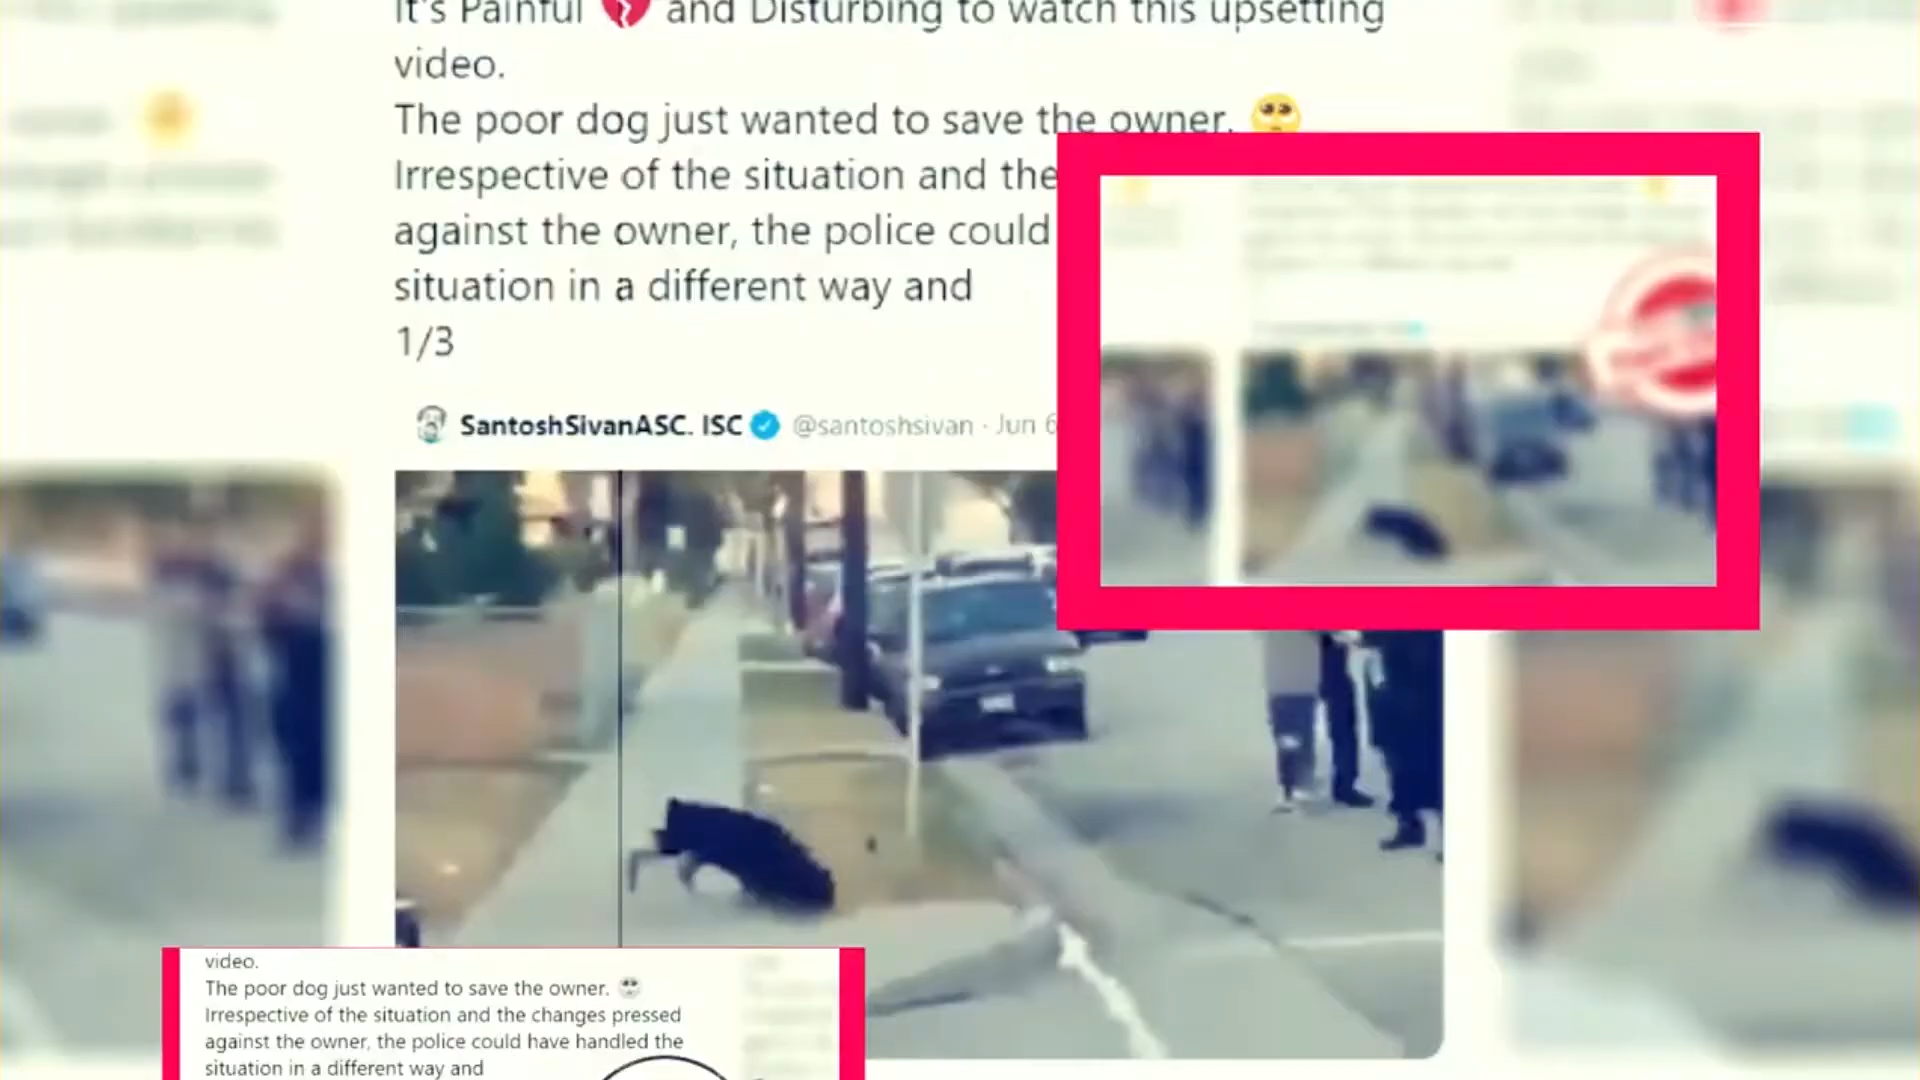 It's Painful 💔 and Disturbing to watch this upsetting
video.
The poor dog just wanted to save the owner. 🥺
Irrespective of the situation and the
against the owner, the police could
situation in a different way and
1/3
SantoshSivanASC. ISC @santoshsivan · Jun 6
video.
The poor dog just wanted to save the owner. 🥺
Irrespective of the situation and the changes pressed
against the owner, the police could have handled the
situation in a different way and